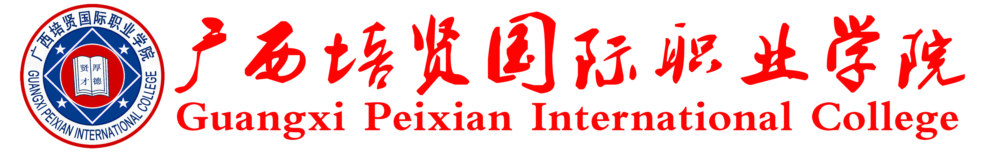 广西培贤国际职业学院
GUANGXI PEIXIAN INTERNATIONAL COLLEGE
贤才
厚德
广西培贤国际职业学院
Guangxi Peixian International College